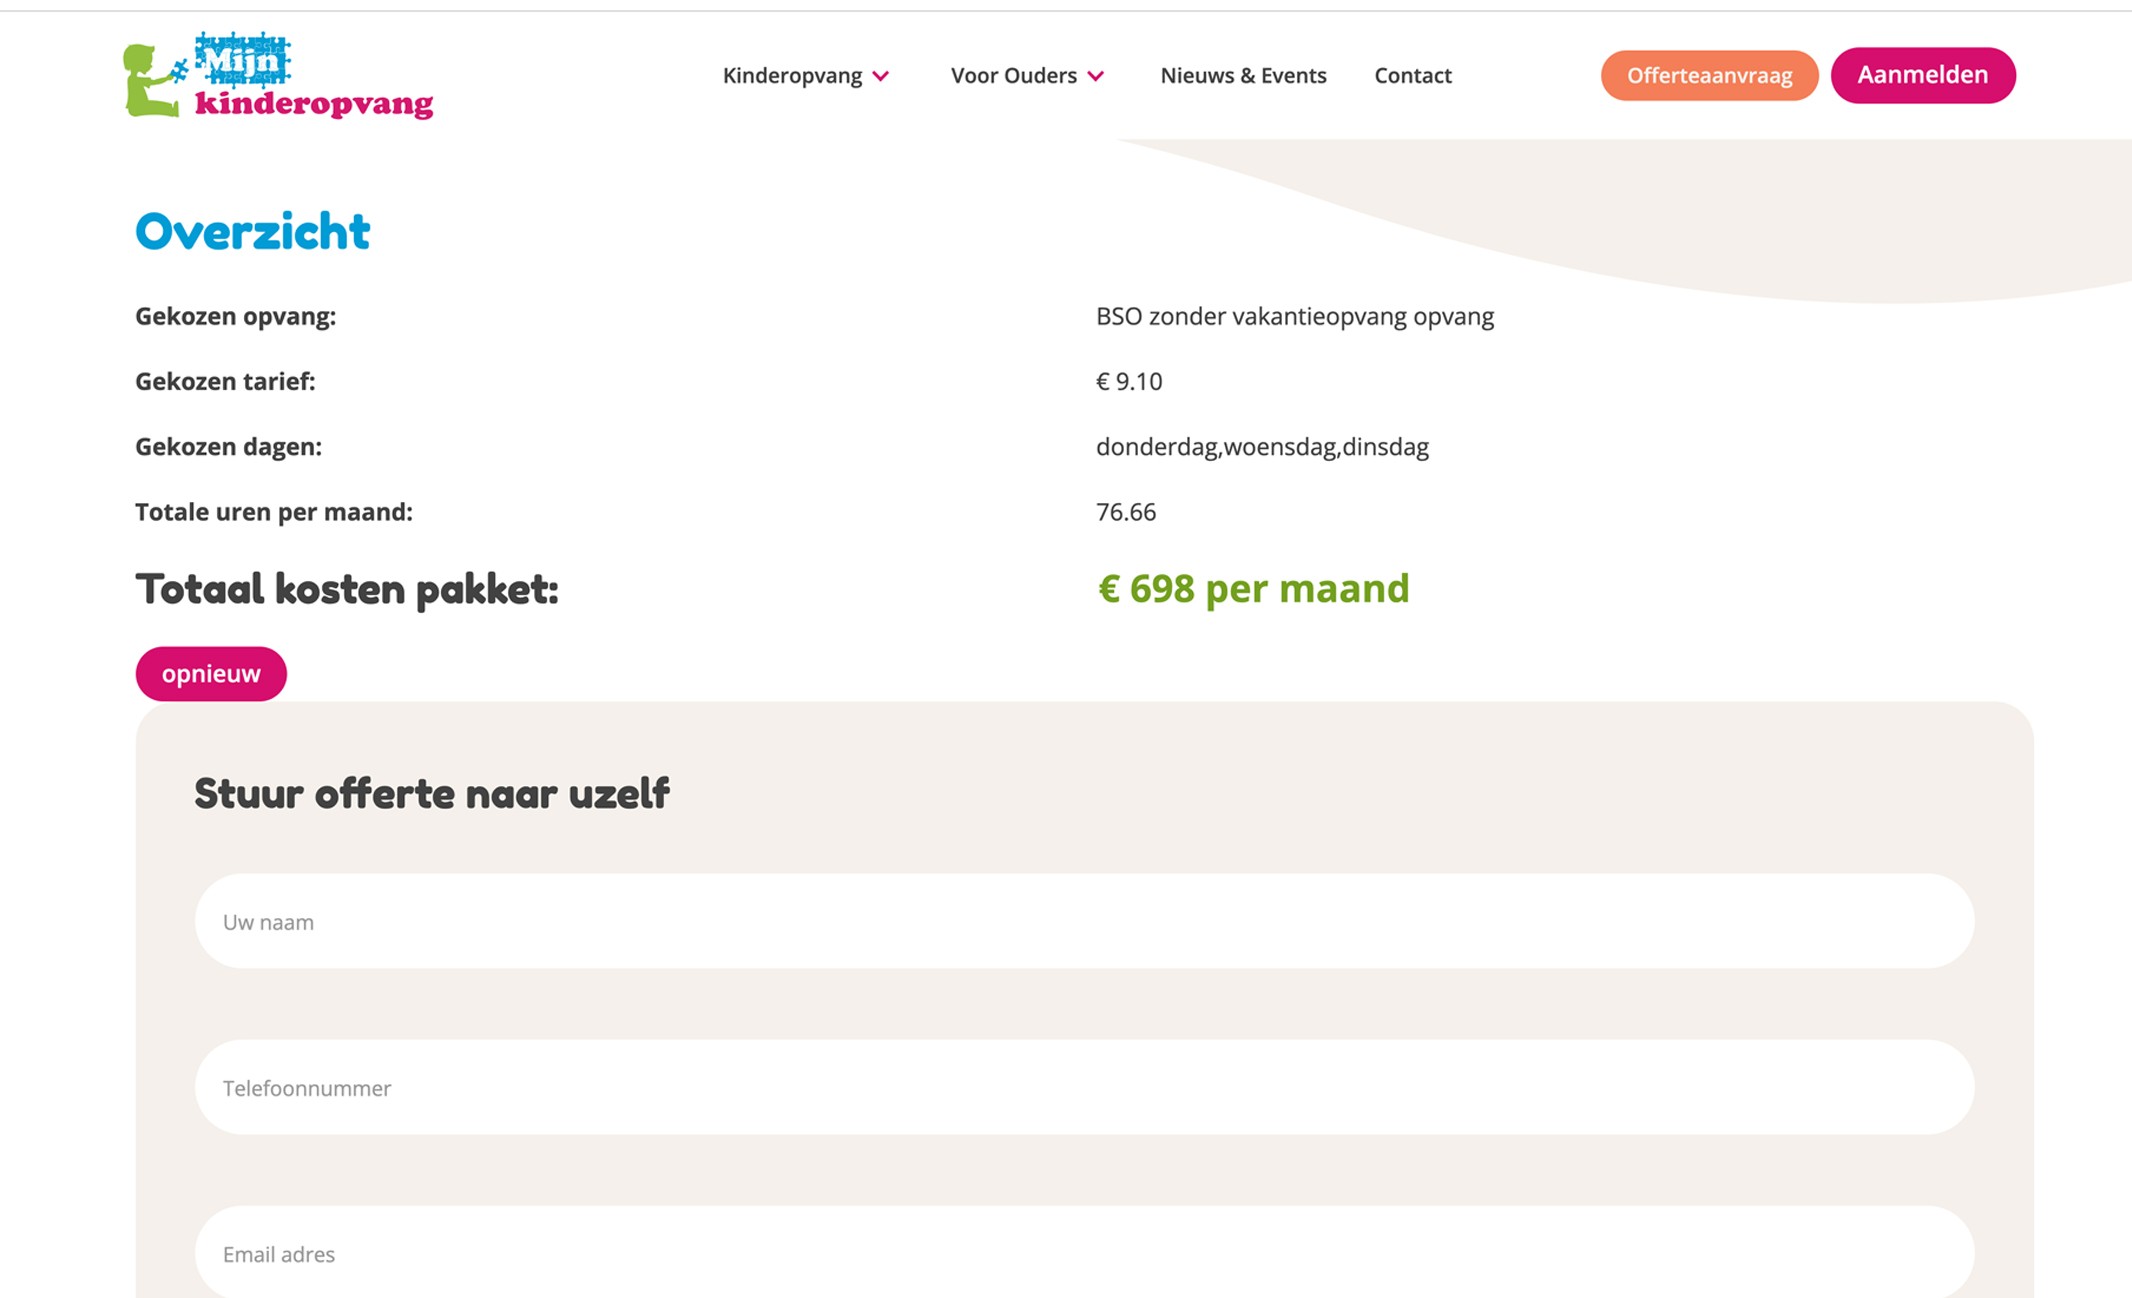 Mijn
kinderopvang
Kinderopvang
Voor Ouders
Nieuws & Events
Contact
Offerteaanvraag
Aanmelden
Overzicht
Gekozen opvang:
BSO zonder vakantieopvang opvang
Gekozen tarief:
€ 9.10
Gekozen dagen:
donderdag,woensdag,dinsdag
Totale uren per maand:
76.66
Totaal kosten pakket:
€ 698 per maand
opnieuw
Stuur offerte naar uzelf
Uw naam
Telefoonnummer
Email adres